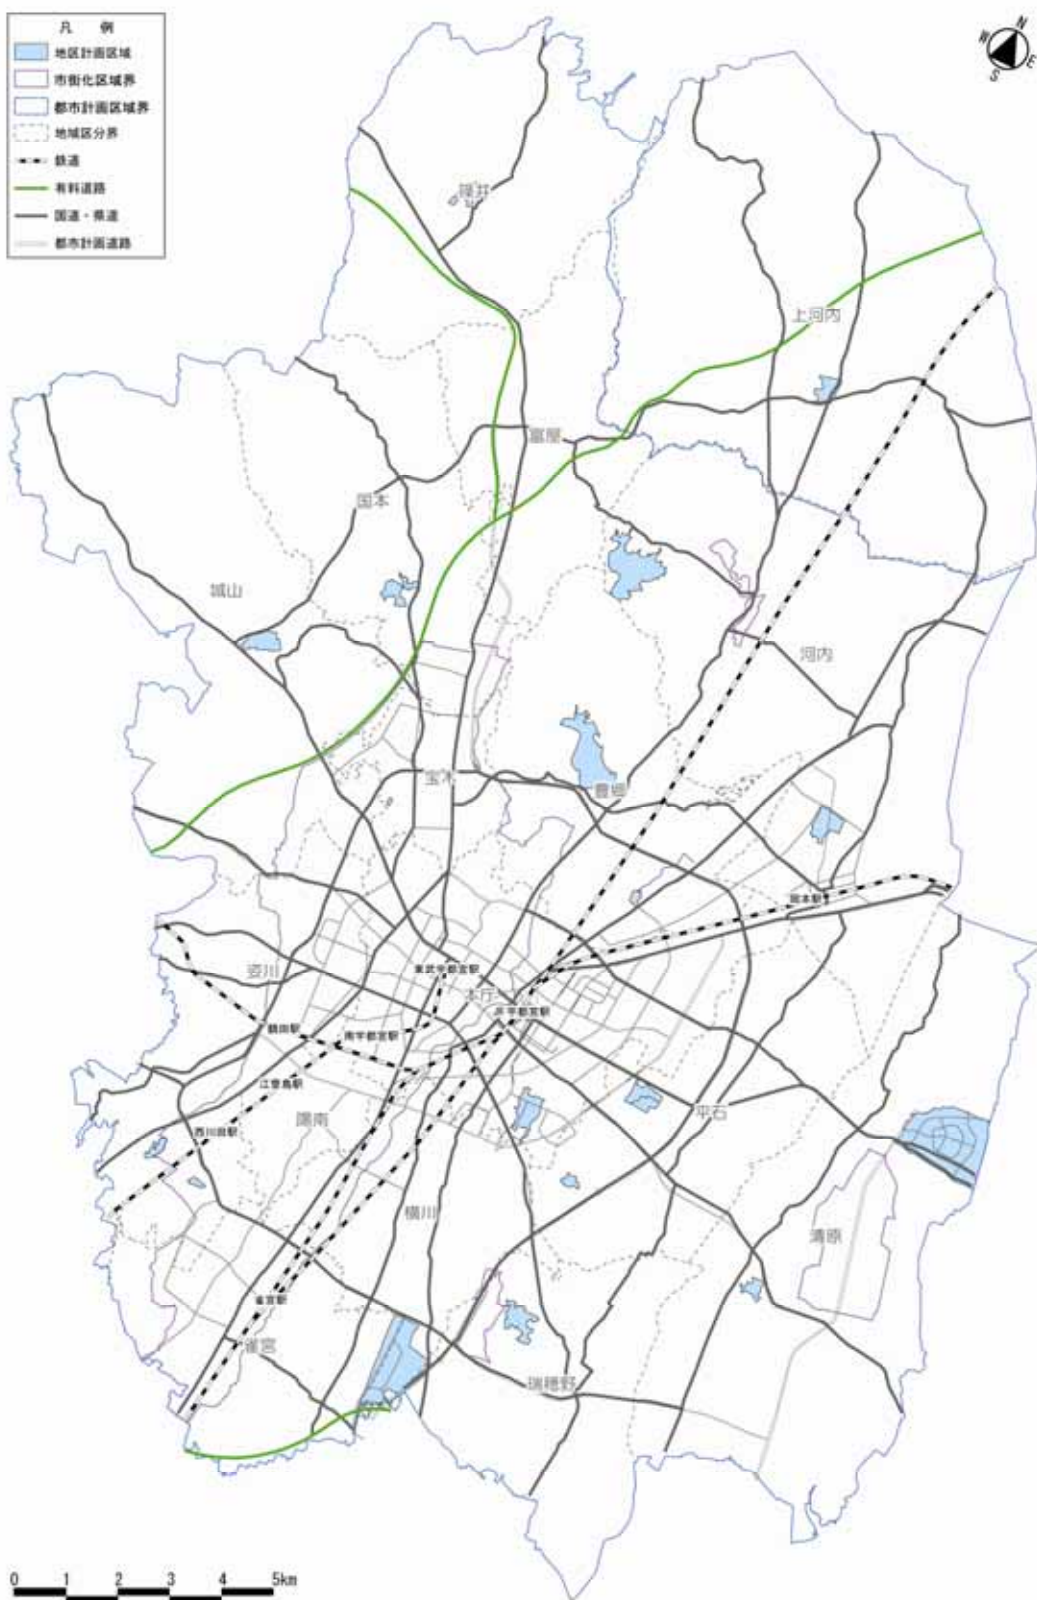 凡 例
地区計画区域
市街化区域界
都市計画区域界
地域区分界
鉄道
有料道路
国道・県道
都市計画道路
N
W
E
S
篠井
上河内
富屋
国本
城山
河内
宝木
豊郷
岡本駅
東武宇都宮駅
姿川
本庁
JR宇都宮駅
鶴田駅
南宇都宮駅
江曽島駅
陽南
平石
西川田駅
横川
清原
雀宮駅
雀宮
瑞穂野
0 1 2 3 4 5km